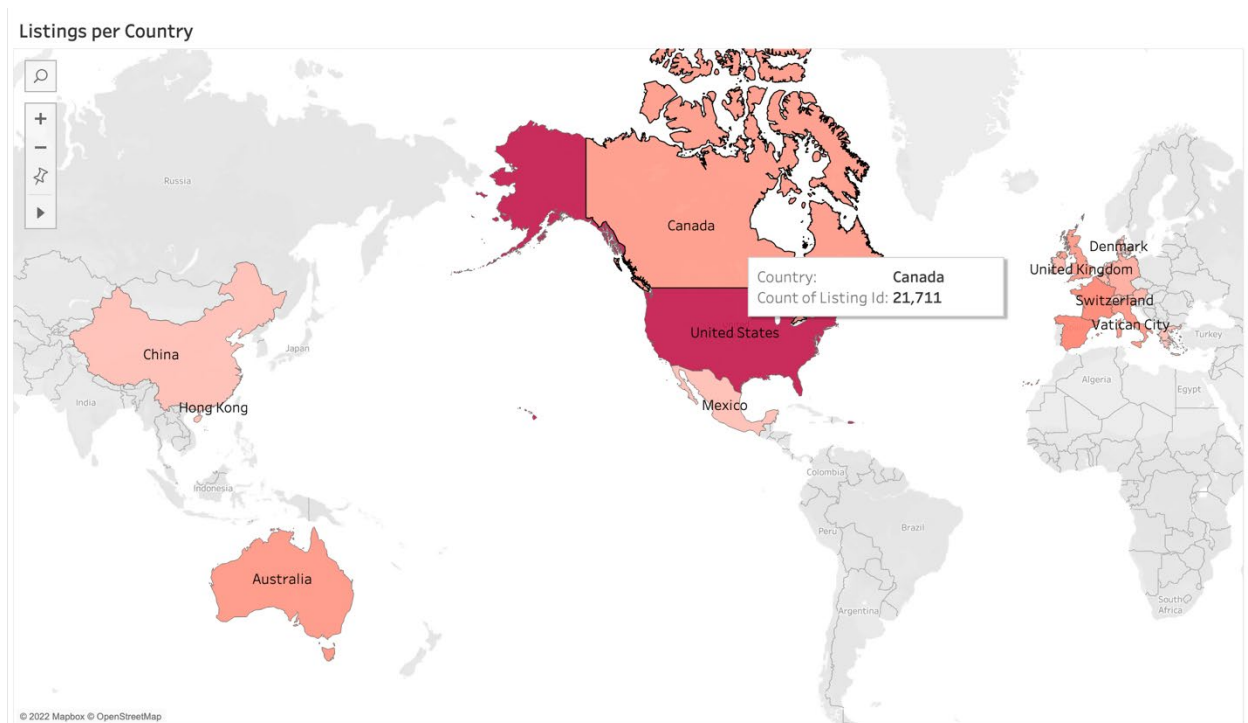 Listings per Country
Russia
Canada
Denmark
United Kingdom
Country: Canada
Count of Listing Id: 21,711
Switzerland
Vatican City
Turkey
United States
Japan
China
India
Hong Kong
Mexico
Algeria
Egypt
Colombia
Indonesia
Peru
Brazil
Australia
South
Africa
Argentina
© 2022 Mapbox © OpenStreetMap